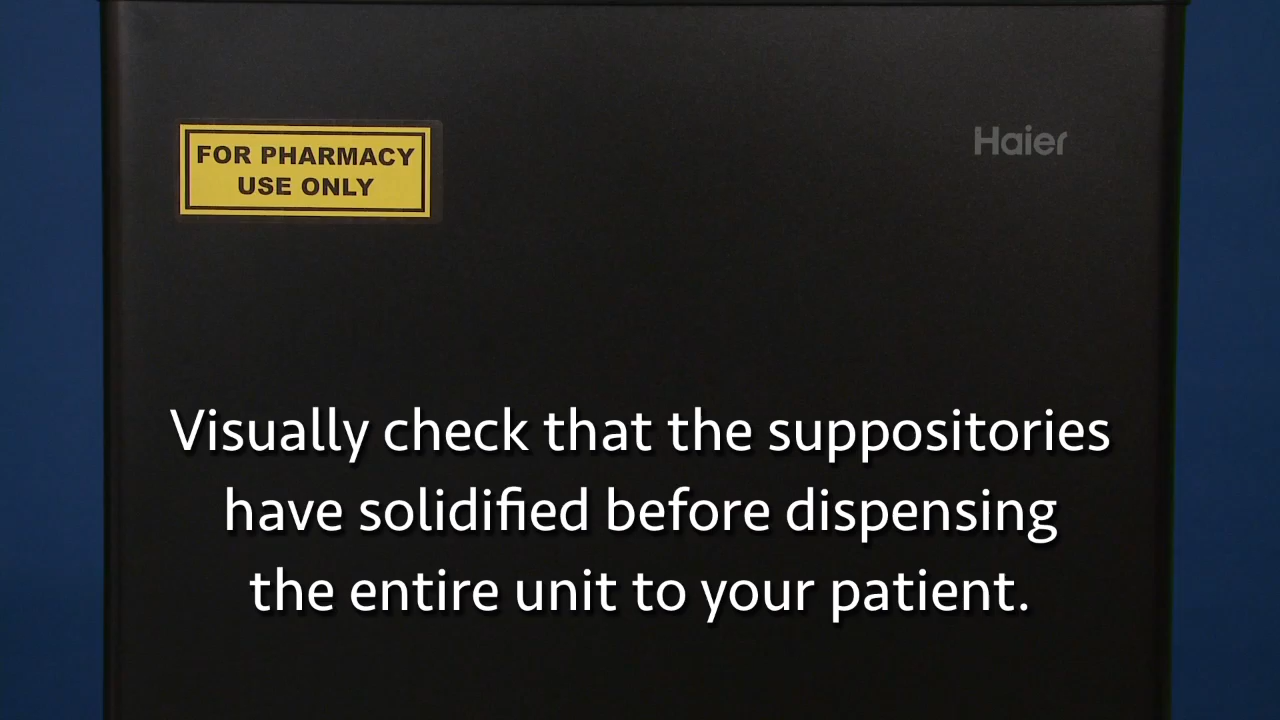 FOR PHARMACY
USE ONLY
Haier
Visually check that the suppositories
have solidified before dispensing
the entire unit to your patient.